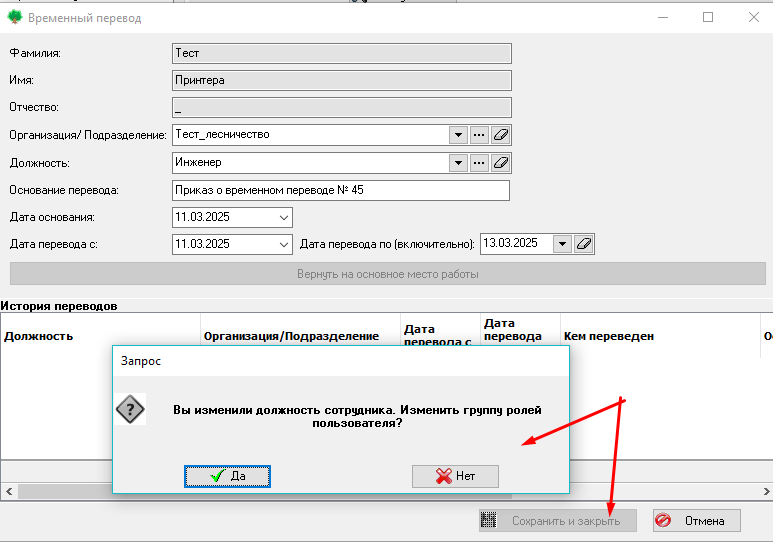 Временный перевод
Фамилия: Тест
Имя: Принтера
Отчество: _
Организация/ Подразделение: Тест_лесничество
Должность: Инженер
Основание перевода: Приказ о временном переводе № 45
Дата основания: 11.03.2025
Дата перевода с: 11.03.2025 Дата перевода по (включительно): 13.03.2025
Вернуть на основное место работы
История переводов
Должность Организация/Подразделение Дата перевода с Дата перевода Кем переведен
Запрос
Вы изменили должность сотрудника. Изменить группу ролей
пользователя?
Да Нет
Сохранить и закрыть Отмена